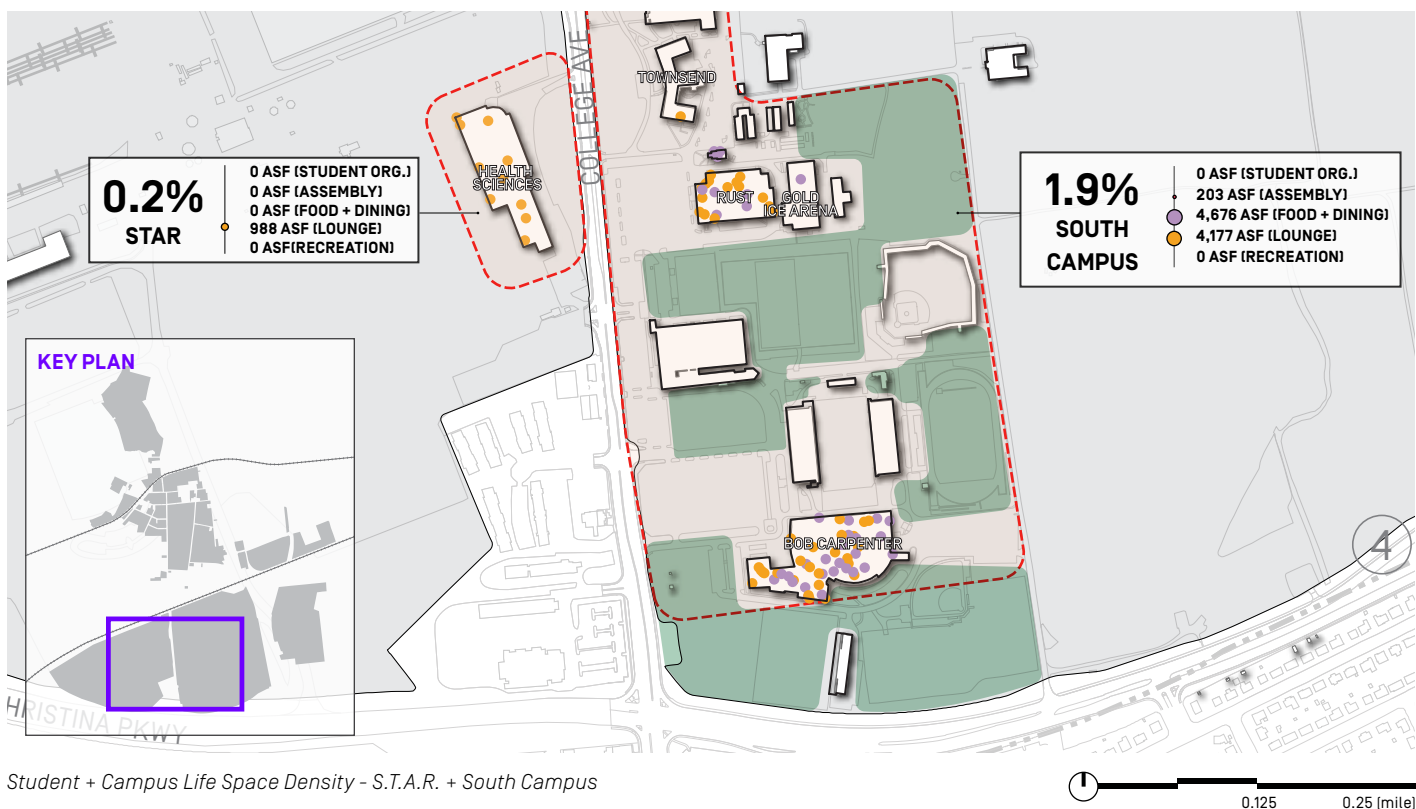 COLLEGE AVE
TOWNSEND
HEALTH
SCIENCES
RUST
GOLD
ICE ARENA
0.2%
STAR
0 ASF (STUDENT ORG.)
0 ASF (ASSEMBLY)
0 ASF (FOOD + DINING)
988 ASF (LOUNGE)
0 ASF(RECREATION)
1.9%
SOUTH
CAMPUS
0 ASF (STUDENT ORG.)
203 ASF (ASSEMBLY)
4,676 ASF (FOOD + DINING)
4,177 ASF (LOUNGE)
0 ASF (RECREATION)
KEY PLAN
BOB CARPENTER
4
HRISTINA PKWY
Student + Campus Life Space Density - S.T.A.R. + South Campus
0.125
0.25 (mile)